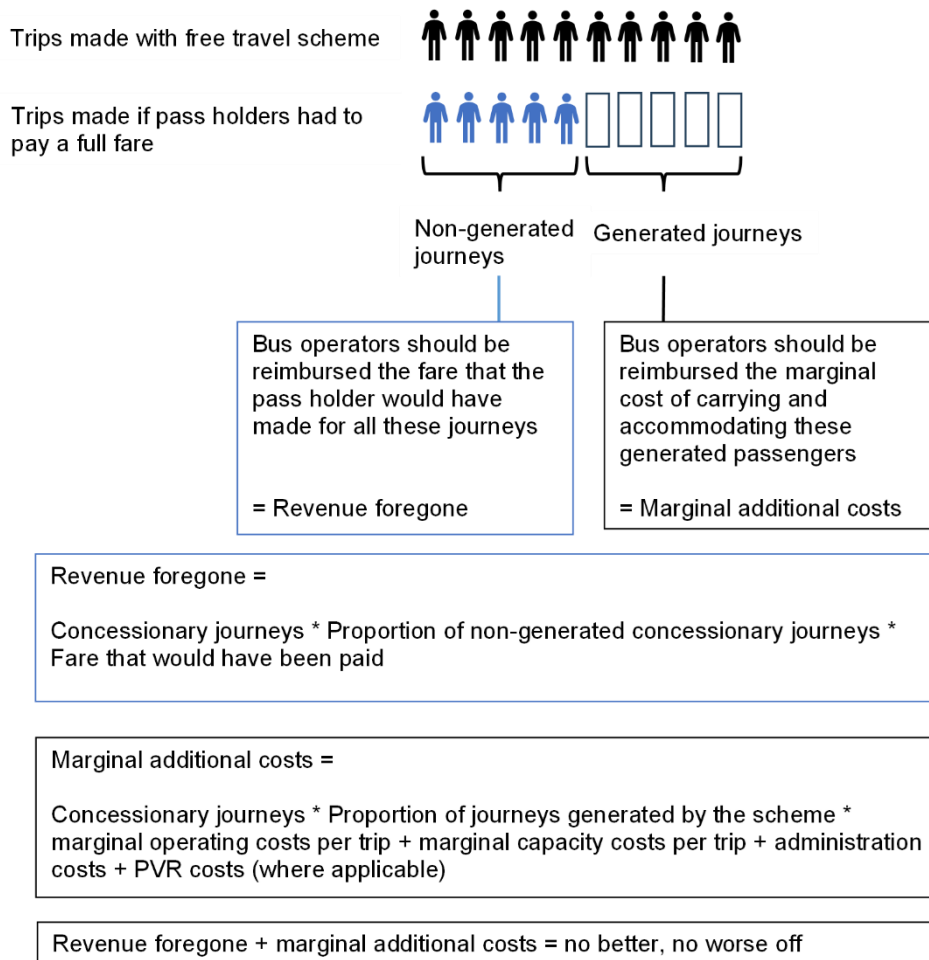 Trips made with free travel scheme
Trips made if pass holders had to
pay a full fare
Non-generated
journeys
Generated journeys
Bus operators should be
reimbursed the fare that the
pass holder would have
made for all these journeys
= Revenue foregone
Bus operators should be
reimbursed the marginal
cost of carrying and
accommodating these
generated passengers
= Marginal additional costs
Revenue foregone =
Concessionary journeys * Proportion of non-generated concessionary journeys *
Fare that would have been paid
Marginal additional costs =
Concessionary journeys * Proportion of journeys generated by the scheme *
marginal operating costs per trip + marginal capacity costs per trip + administration
costs + PVR costs (where applicable)
Revenue foregone + marginal additional costs = no better, no worse off